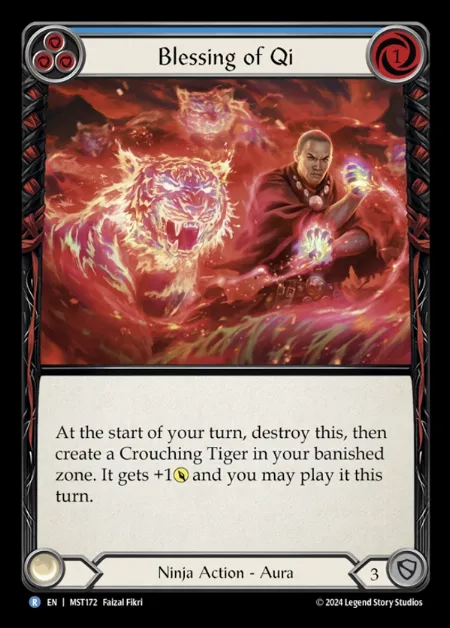 Blessing of Qi
1
At the start of your turn, destroy this, then
create a Crouching Tiger in your banished
zone. It gets +1 and you may play it this
turn.
Ninja Action - Aura
3
R EN | MST172 Faizal Fikri
© 2024 Legend Story Studios